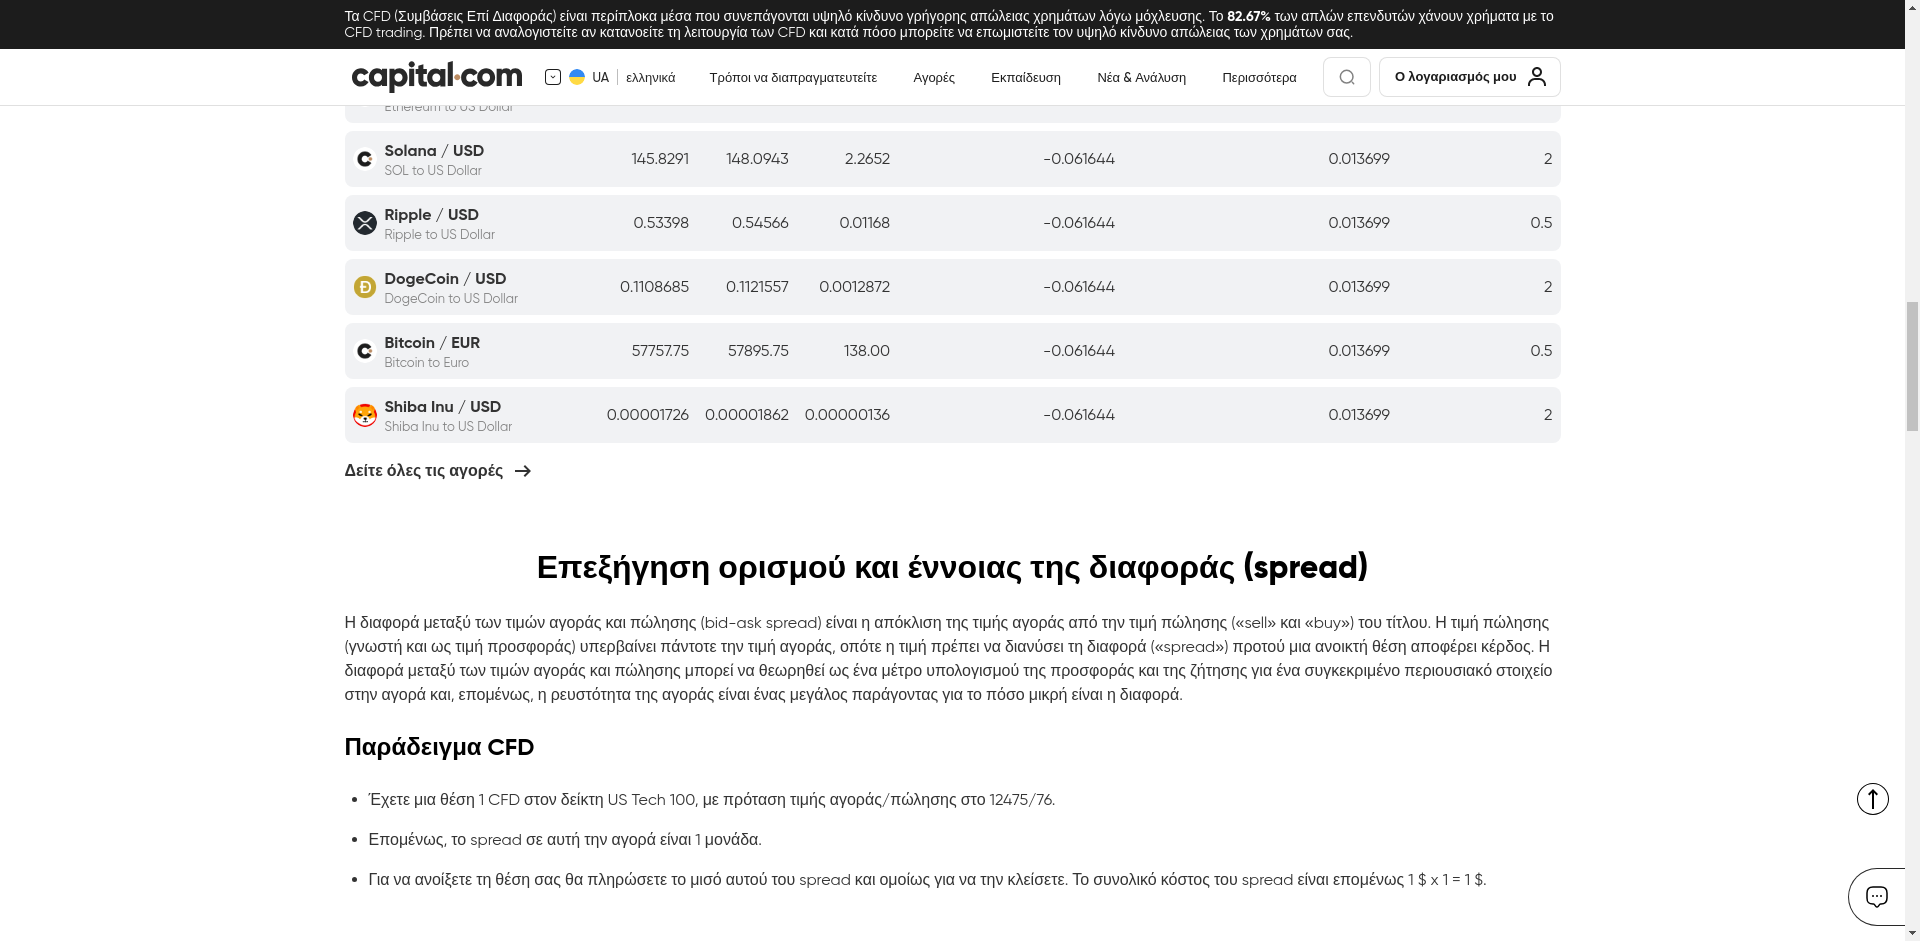 Τα CFD (Συμβάσεις Επί Διαφοράς) είναι περίπλοκα μέσα που συνεπάγονται υψηλό κίνδυνο γρήγορης απώλειας χρημάτων λόγω μόχλευσης. Το 82.67% των απλών επενδυτών χάνουν χρήματα με το
CFD trading. Πρέπει να αναλογιστείτε αν κατανοείτε τη λειτουργία των CFD και κατά πόσο μπορείτε να επωμιστείτε τον υψηλό κίνδυνο απώλειας των χρημάτων σας.
capital.com UA ελληνικά Τρόποι να διαπραγματευτείτε Αγορές Εκπαίδευση Νέα & Ανάλυση Περισσότερα Ο λογαριασμός μου
Ethereum to US Dollar
Solana / USD 145.8291 148.0943 2.2652 -0.061644 0.013699 2
SOL to US Dollar
Ripple / USD 0.53398 0.54566 0.01168 -0.061644 0.013699 0.5
Ripple to US Dollar
DogeCoin / USD 0.1108685 0.1121557 0.0012872 -0.061644 0.013699 2
DogeCoin to US Dollar
Bitcoin / EUR 57757.75 57895.75 138.00 -0.061644 0.013699 0.5
Bitcoin to Euro
Shiba Inu / USD 0.00001726 0.00001862 0.00000136 -0.061644 0.013699 2
Shiba Inu to US Dollar
Δείτε όλες τις αγορές
Επεξήγηση ορισμού και έννοιας της διαφοράς (spread)
Η διαφορά μεταξύ των τιμών αγοράς και πώλησης (bid-ask spread) είναι η απόκλιση της τιμής αγοράς από την τιμή πώλησης («sell» και «buy») του τίτλου. Η τιμή πώλησης
(γνωστή και ως τιμή προσφοράς) υπερβαίνει πάντοτε την τιμή αγοράς, οπότε η τιμή πρέπει να διανύσει τη διαφορά («spread») προτού μια ανοικτή θέση αποφέρει κέρδος. Η
διαφορά μεταξύ των τιμών αγοράς και πώλησης μπορεί να θεωρηθεί ως ένα μέτρο υπολογισμού της προσφοράς και της ζήτησης για ένα συγκεκριμένο περιουσιακό στοιχείο
στην αγορά και, επομένως, η ρευστότητα της αγοράς είναι ένας μεγάλος παράγοντας για το πόσο μικρή είναι η διαφορά.
Παράδειγμα CFD
• Έχετε μια θέση 1 CFD στον δείκτη US Tech 100, με πρόταση τιμής αγοράς/πώλησης στο 12475/76.
• Επομένως, το spread σε αυτή την αγορά είναι 1 μονάδα.
• Για να ανοίξετε τη θέση σας θα πληρώσετε το μισό αυτού του spread και ομοίως για να την κλείσετε. Το συνολικό κόστος του spread είναι επομένως 1 $ x 1 = 1 $.